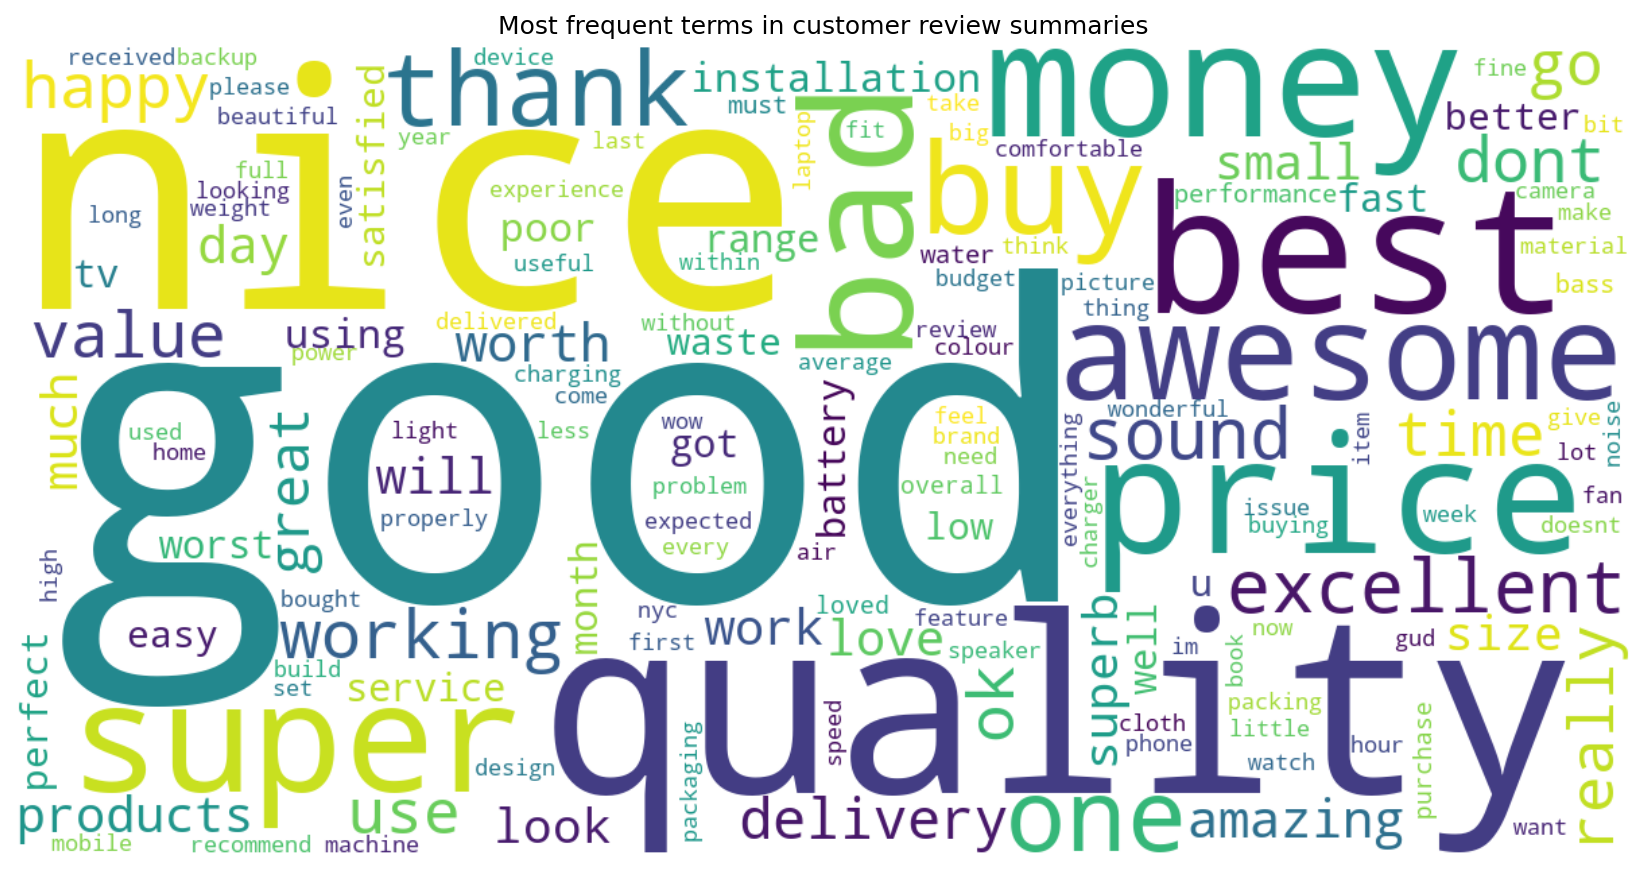 Most frequent terms in customer review summaries
received backup device
happy please thank installation money fine go
beautiful must take better bit
nice satisfied year last bad fit laptop big buy comfortable small dont
full looking weight even experience performance fast camera
long day poor range water think best make
tv useful within budget picture material
thing bass
value using delivered worth without waste average review colour awesome
power charging come
much good great used home light will properly less wow got problem expected every battery feel brand need overall low everything wonderful sound time give noise
item lot
charger price issue buying week fan doesnt
worst air
high month u excellent
easy bought working nyc first work loved love feature speaker superb well im now gud size
perfect build set service quality ok book packing little really
super design packaging speed cloth phone watch hour purchase
products use look delivery one amazing want
mobile recommend machine